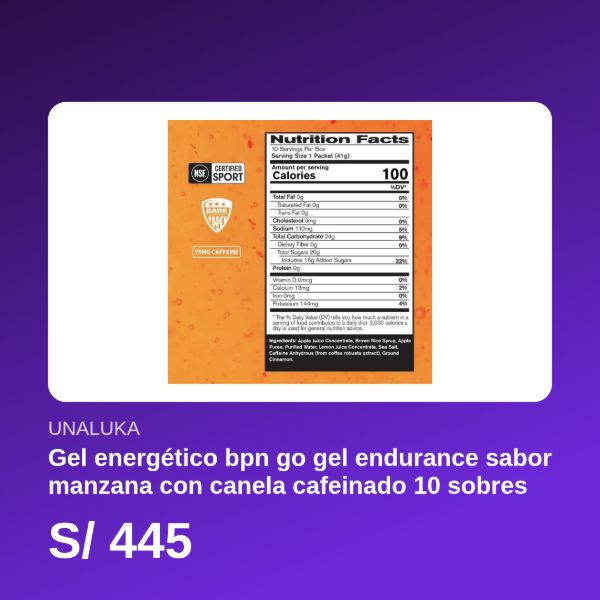 Nutrition Facts
10 Servings Per Box
Serving Size 1 Packet (41g)
Amount per serving
Calories 100
%DV*
Total Fat 0g 0%
Saturated Fat 0g 0%
Trans Fat 0g
Cholesterol 0mg 0%
Sodium 110mg 5%
Total Carbohydrate 24g 9%
Dietary Fiber 0g 0%
Total Sugars 20g
Includes 16g Added Sugars 32%
Protein 0g
Vitamin D 0mcg 0%
Calcium 13mg 2%
Iron 0mg 0%
Potassium 144mg 4%
* The % Daily Value (DV) tells you how much a nutrient in a
serving of food contributes to a daily diet. 2,000 calories a
day is used for general nutrition advice.
Ingredients: Apple Juice Concentrate, Brown Rice Syrup, Apple
Puree, Purified Water, Lemon Juice Concentrate, Sea Salt,
Caffeine Anhydrous (from coffee robusta extract), Ground
Cinnamon.
NSF
CERTIFIED
SPORT
BARE
75MG CAFFEINE
UNALUKA
Gel energético bpn go gel endurance sabor
manzana con canela cafeinado 10 sobres
S/ 445